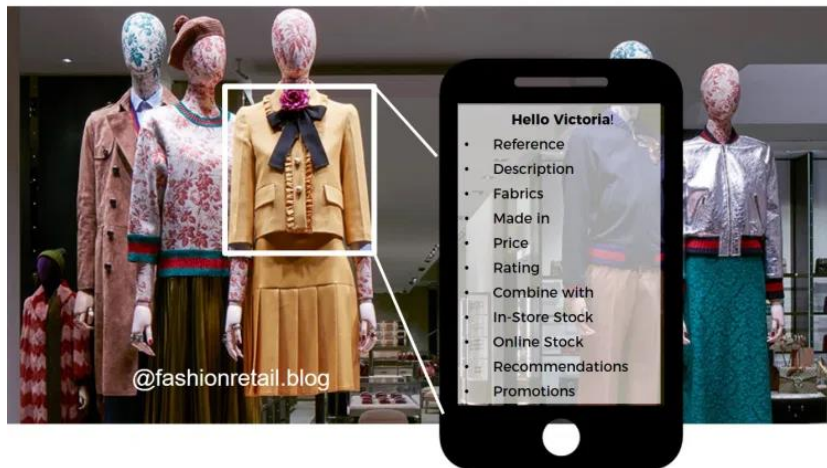 Hello Victoria!
• Reference
• Description
• Fabrics
• Made in
• Price
• Rating
• Combine with
• In-Store Stock
• Online Stock
• Recommendations
• Promotions
@fashionretail.blog